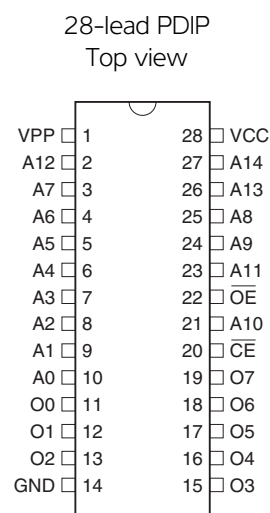 28-lead PDIP
Top view
VPP 1 28 VCC
A12 2 27 A14
A7 3 26 A13
A6 4 25 A8
A5 5 24 A9
A4 6 23 A11
A3 7 22 O̅E̅
A2 8 21 A10
A1 9 20 C̅E̅
A0 10 19 O7
O0 11 18 O6
O1 12 17 O5
O2 13 16 O4
GND 14 15 O3